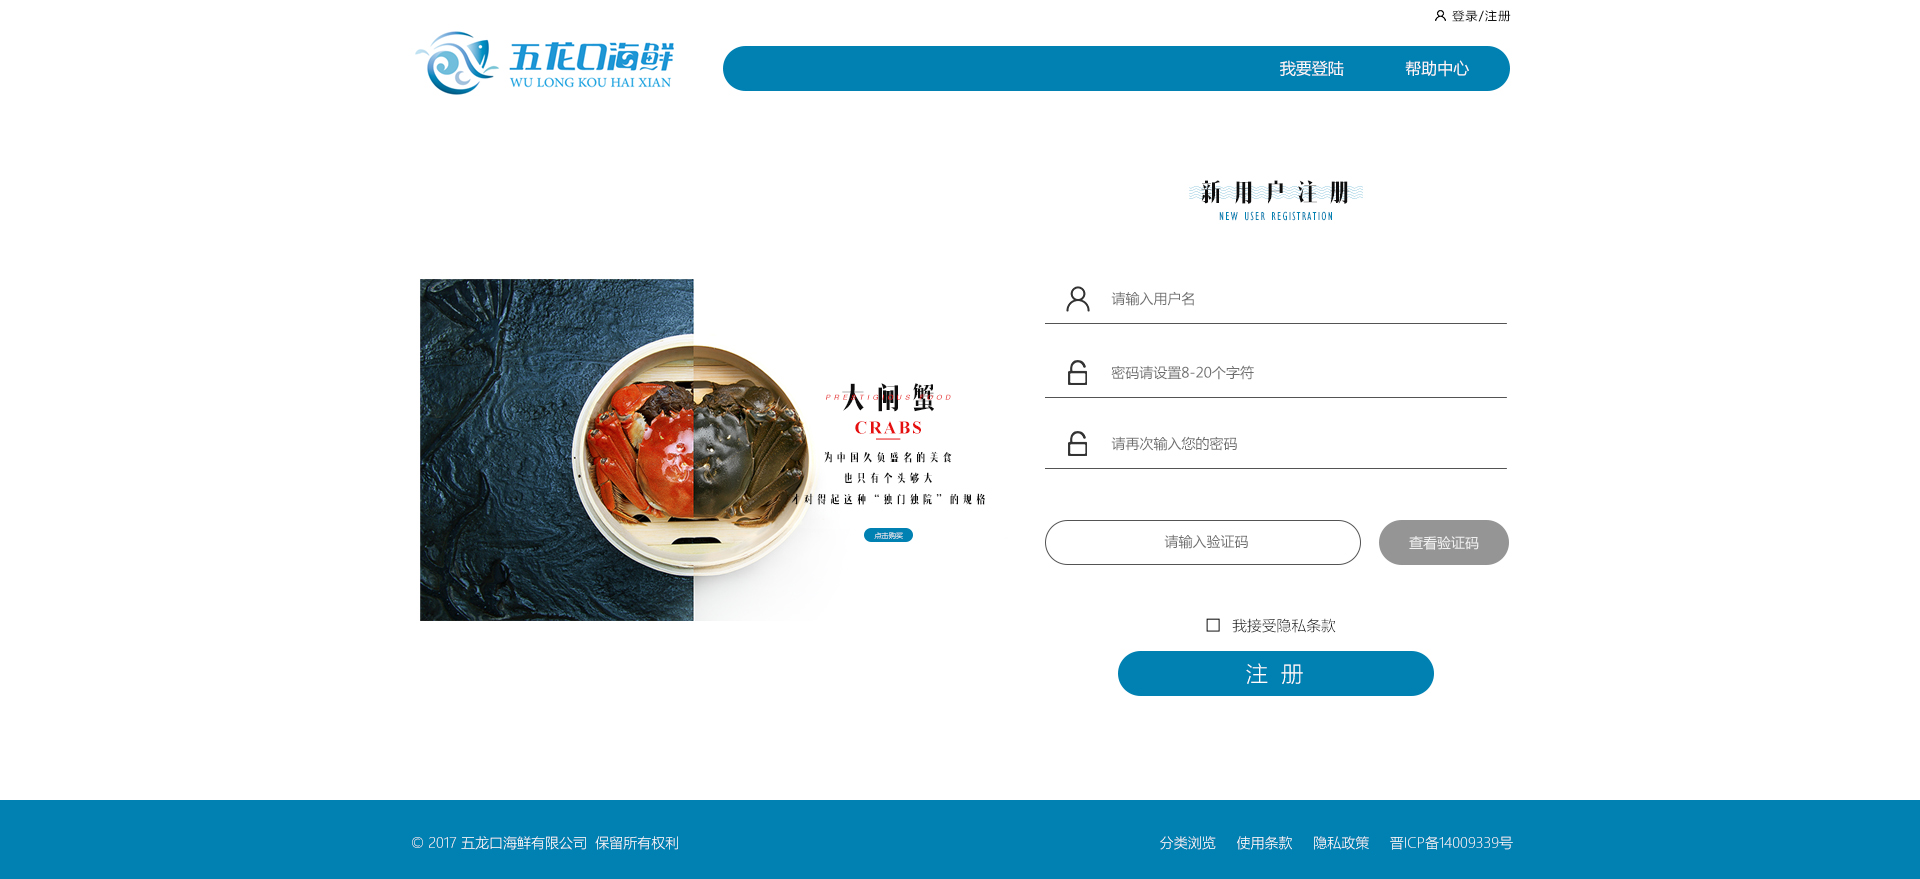 登录/注册
五龙口海鲜
WU LONG KOU HAI XIAN
我要登陆 帮助中心
新用户注册
NEW USER REGISTRATION
请输入用户名
密码请设置8-20个字符
请再次输入您的密码
大闸蟹
CRABS
为中国久负盛名的美食
也只有个头够大
才对得起这种“独门独院”的规格
点击购买
请输入验证码 查看验证码
我接受隐私条款
注 册
© 2017 五龙口海鲜有限公司 保留所有权利
分类浏览 使用条款 隐私政策 晋ICP备14009339号